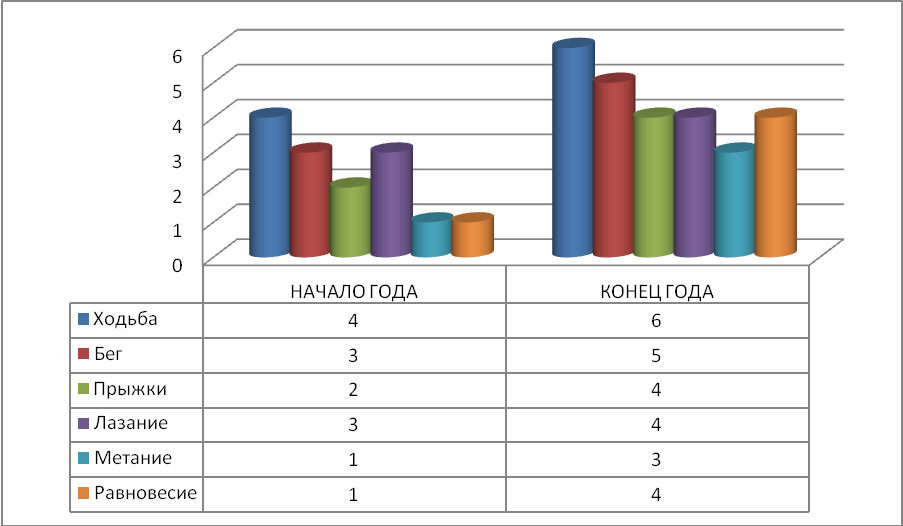 6
5
4
3
2
1
0
НАЧАЛО ГОДА КОНЕЦ ГОДА
Ходьба 4 6
Бег 3 5
Прыжки 2 4
Лазание 3 4
Метание 1 3
Равновесие 1 4